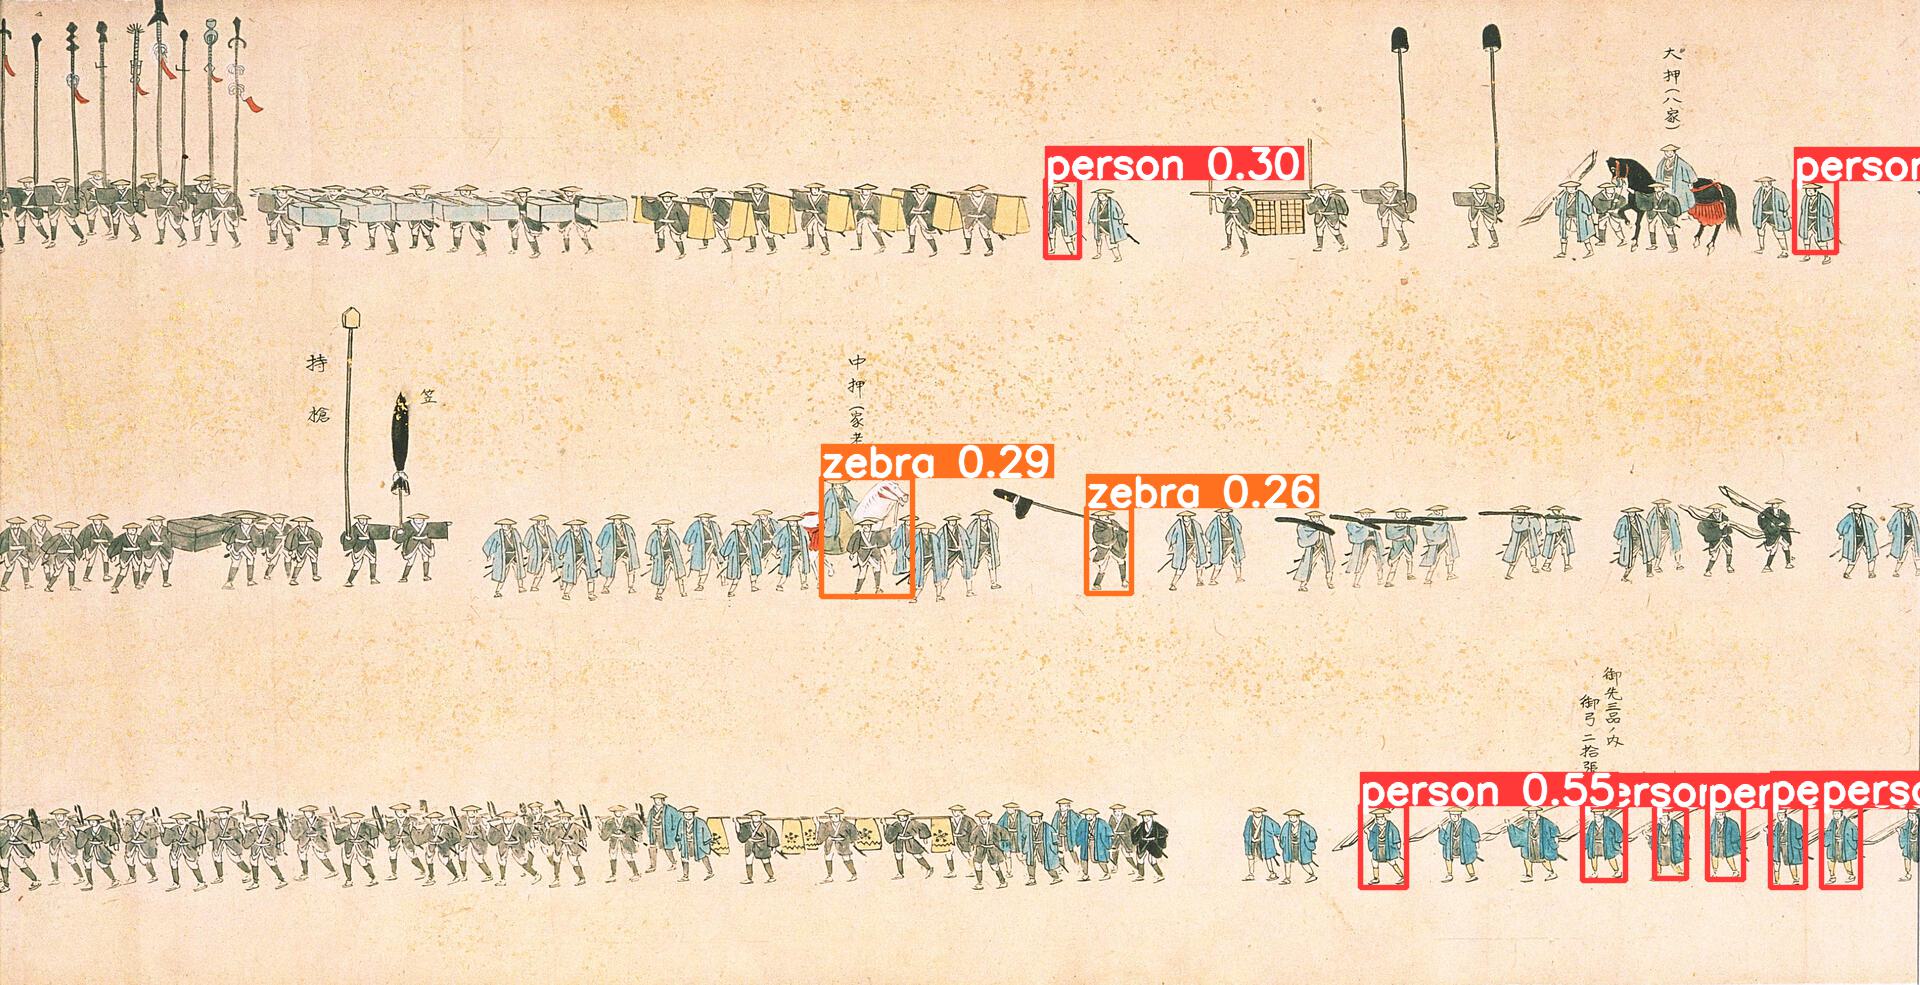 大押(八家)
person 0.30
person
持槍
笠
中押(家老
zebra 0.29
zebra 0.26
御先三品ノ内
御弓二拾張
person 0.55
erson
per
pe
perso